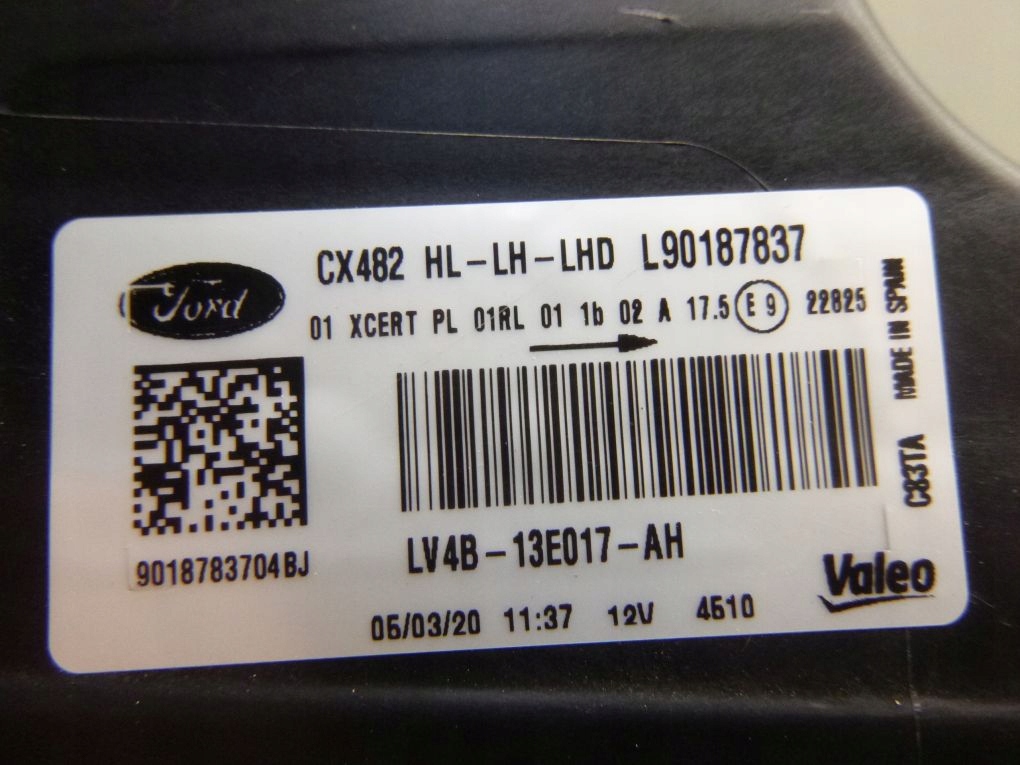 Ford
CX482 HL-LH-LHD L90187837
01 XCERT PL 01RL 01 1b 02 A 17.5 E 9 22825
MADE IN SPAIN
C83TA
9018783704BJ
LV4B-13E017-AH
Valeo
05/03/20 11:37 12V 4510